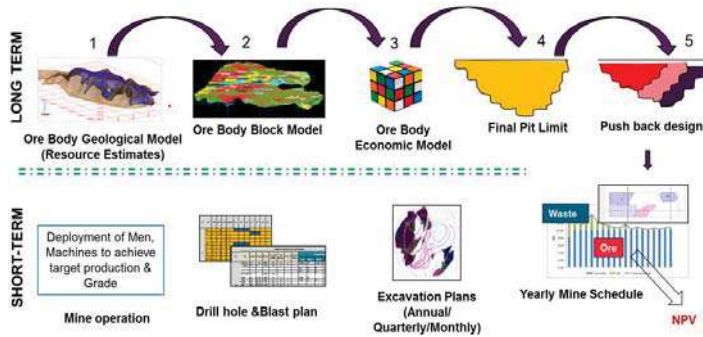 LONG TERM
1
2
3
4
5
Ore Body Geological Model
(Resource Estimates)
Ore Body Block Model
Ore Body
Economic Model
Final Pit Limit
Push back design
SHORT-TERM
Deployment of Men,
Machines to achieve
target production &
Grade
Mine operation
Drill hole &Blast plan
Excavation Plans
(Annual/
Quarterly/Monthly)
Waste
Ore
Yearly Mine Schedule
NPV